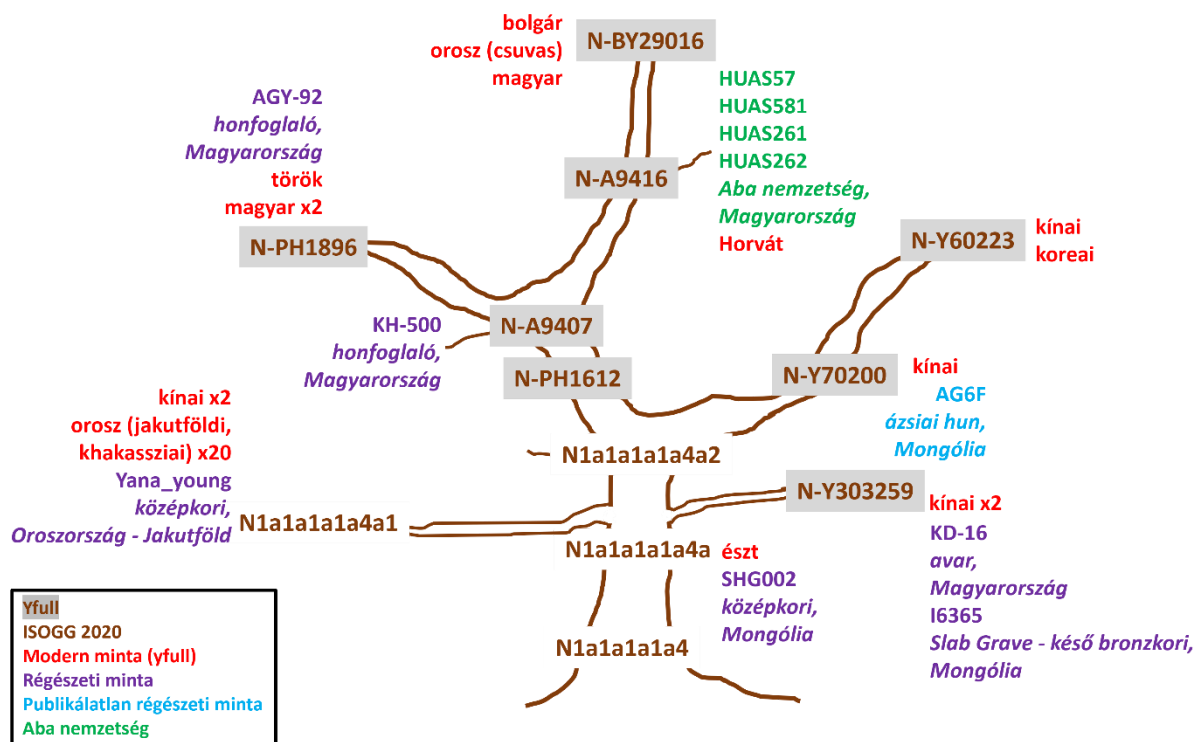 bolgár
orosz (csuvas)
magyar
N-BY29016
AGY-92
honfoglaló,
Magyarország
török
magyar x2
N-PH1896
N-A9416
HUAS57
HUAS581
HUAS261
HUAS262
Aba nemzetség,
Magyarország
Horvát
N-Y60223
kínai
koreai
KH-500
honfoglaló,
Magyarország
N-A9407
N-PH1612
N-Y70200
kínai
AG6F
ázsiai hun,
Mongólia
kínai x2
orosz (jakutföldi,
khakassziai) x20
Yana_young
középkori,
Oroszország - Jakutföld
N1a1a1a1a4a1
N1a1a1a1a4a2
N-Y303259
kínai x2
KD-16
avar,
Magyarország
I6365
Slab Grave - késő bronzkori,
Mongólia
N1a1a1a1a4a
észt
SHG002
középkori,
Mongólia
N1a1a1a1a4
Yfull
ISOGG 2020
Modern minta (yfull)
Régészeti minta
Publikálatlan régészeti minta
Aba nemzetség